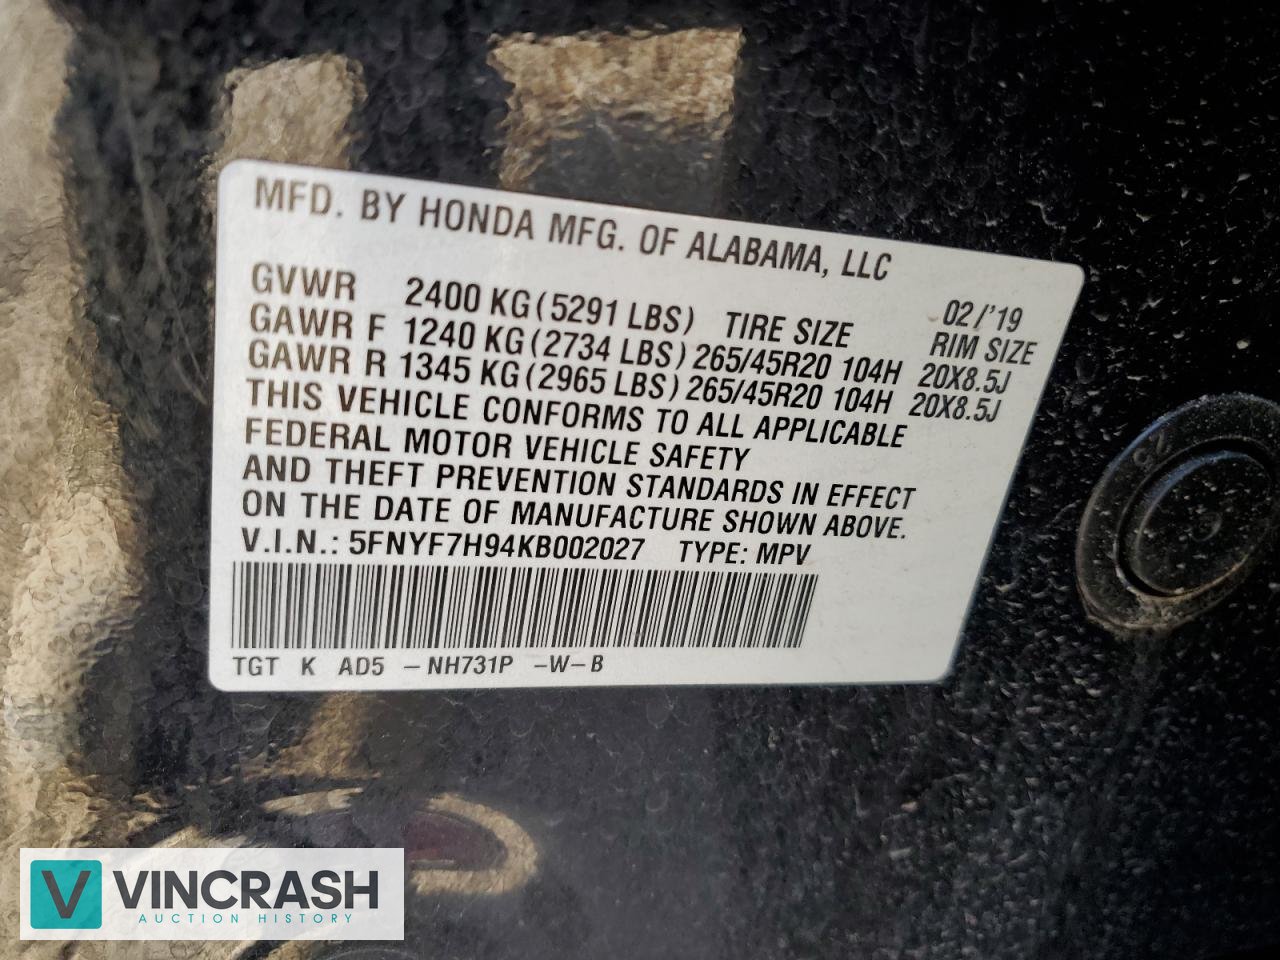 MFD. BY HONDA MFG. OF ALABAMA, LLC
02/'19
GVWR 2400 KG (5291 LBS) TIRE SIZE RIM SIZE
GAWR F 1240 KG (2734 LBS) 265/45R20 104H 20X8.5J
GAWR R 1345 KG (2965 LBS) 265/45R20 104H 20X8.5J
THIS VEHICLE CONFORMS TO ALL APPLICABLE
FEDERAL MOTOR VEHICLE SAFETY
AND THEFT PREVENTION STANDARDS IN EFFECT
ON THE DATE OF MANUFACTURE SHOWN ABOVE.
V.I.N.: 5FNYF7H94KB002027 TYPE: MPV
TGT K AD5 -NH731P -W-B
25
V VINCRASH
AUCTION HISTORY